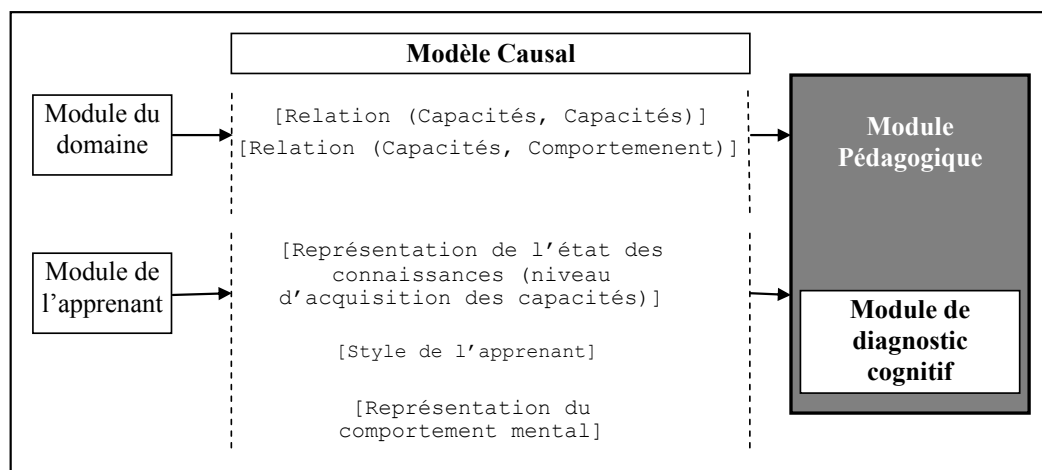 Modèle Causal
Module du
domaine
[Relation (Capacités, Capacités)]
[Relation (Capacités, Comportemenent)]
Module
Pédagogique
Module de
l'apprenant
[Représentation de l’état des
connaissances (niveau
d’acquisition des capacités)]
[Style de l’apprenant]
[Représentation du
comportement mental]
Module de
diagnostic
cognitif